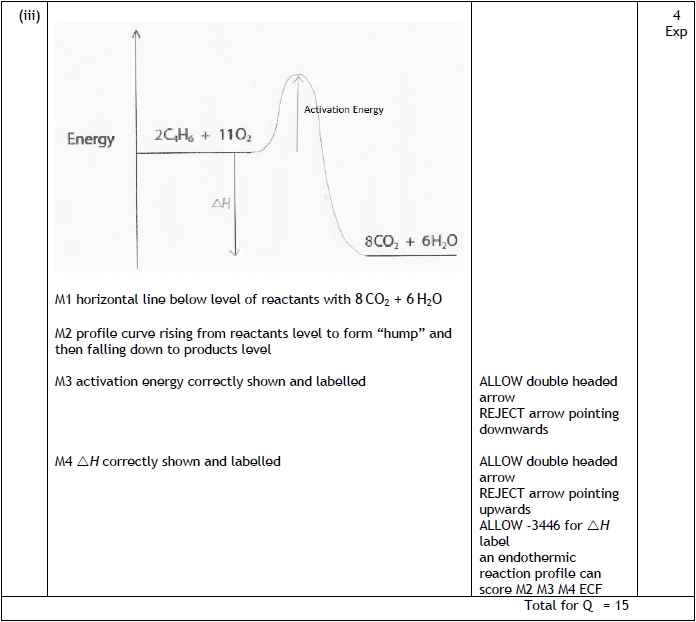 (iii)
4
Exp
Activation Energy
Energy
2C₄H₆ + 11O₂
△H
8CO₂ + 6H₂O
M1 horizontal line below level of reactants with 8 CO₂ + 6 H₂O
M2 profile curve rising from reactants level to form “hump” and
then falling down to products level
M3 activation energy correctly shown and labelled
ALLOW double headed
arrow
REJECT arrow pointing
downwards
M4 △H correctly shown and labelled
ALLOW double headed
arrow
REJECT arrow pointing
upwards
ALLOW -3446 for △H
label
an endothermic
reaction profile can
score M2 M3 M4 ECF
Total for Q = 15